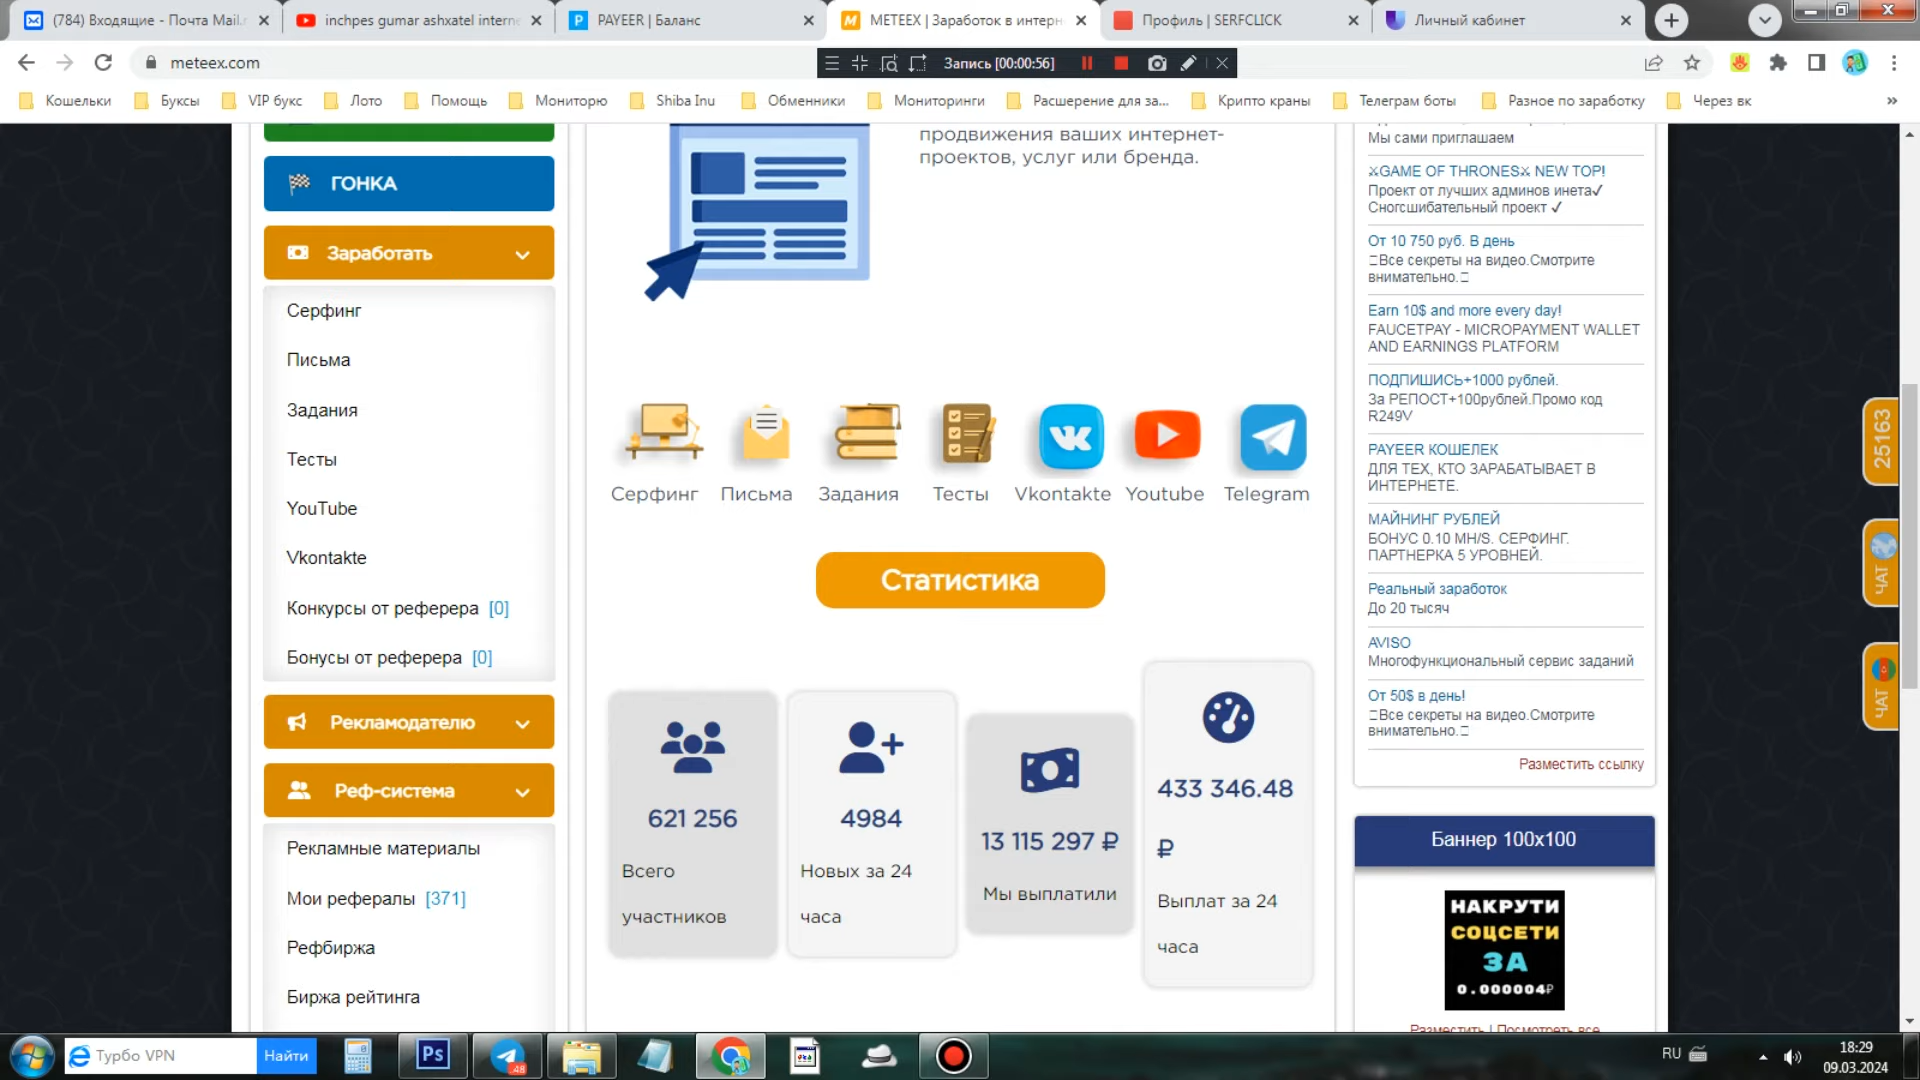 (784) Входящие - Почта Mail.
inchpes gumar ashxatel interne
PAYEER | Баланс
METEEX | Заработок в интерн
Профиль | SERFCLICK
Личный кабинет
meteex.com
Запись [00:00:56]
Кошельки
Буксы
VIP букс
Лото
Помощь
Мониторю
Shiba Inu
Обменники
Мониторинги
Расшерение для за...
Крипто краны
Телеграм боты
Разное по заработку
Через вк
»
ГОНКА
Заработать
Серфинг
Письма
Задания
Тесты
YouTube
Vkontakte
Конкурсы от реферера [0]
Бонусы от реферера [0]
Рекламодателю
Реф-система
Рекламные материалы
Мои рефералы [371]
Рефбиржа
Биржа рейтинга
продвижения ваших интернет-
проектов, услуг или бренда.
Серфинг
Письма
Задания
Тесты
Vkontakte
Youtube
Telegram
Статистика
621 256
Всего
участников
4984
Новых за 24
часа
13 115 297 ₽
Мы выплатили
433 346.48
₽
Выплат за 24
часа
Мы сами приглашаем
⚔GAME OF THRONES⚔ NEW TOP!
Проект от лучших админов инета✓
Сногсшибательный проект ✓
От 10 750 руб. В день
Все секреты на видео.Смотрите
внимательно.
Earn 10$ and more every day!
FAUCETPAY - MICROPAYMENT WALLET
AND EARNINGS PLATFORM
ПОДПИШИСЬ+1000 рублей.
За РЕПОСТ+100рублей.Промо код
R249V
PAYEER КОШЕЛЕК
ДЛЯ ТЕХ, КТО ЗАРАБАТЫВАЕТ В
ИНТЕРНЕТЕ.
МАЙНИНГ РУБЛЕЙ
БОНУС 0.10 MH/S. СЕРФИНГ.
ПАРТНЕРКА 5 УРОВНЕЙ.
Реальный заработок
До 20 тысяч
AVISO
Многофункциональный сервис заданий
От 50$ в день!
Все секреты на видео.Смотрите
внимательно.
Разместить ссылку
Баннер 100х100
НАКРУТИ
СОЦСЕТИ
ЗА
0.000004₽
Разместить | Посмотреть все
25163
ЧАТ
ЧАТ
Турбо VPN
Найти
Ps
48
RU
18:29
09.03.2024